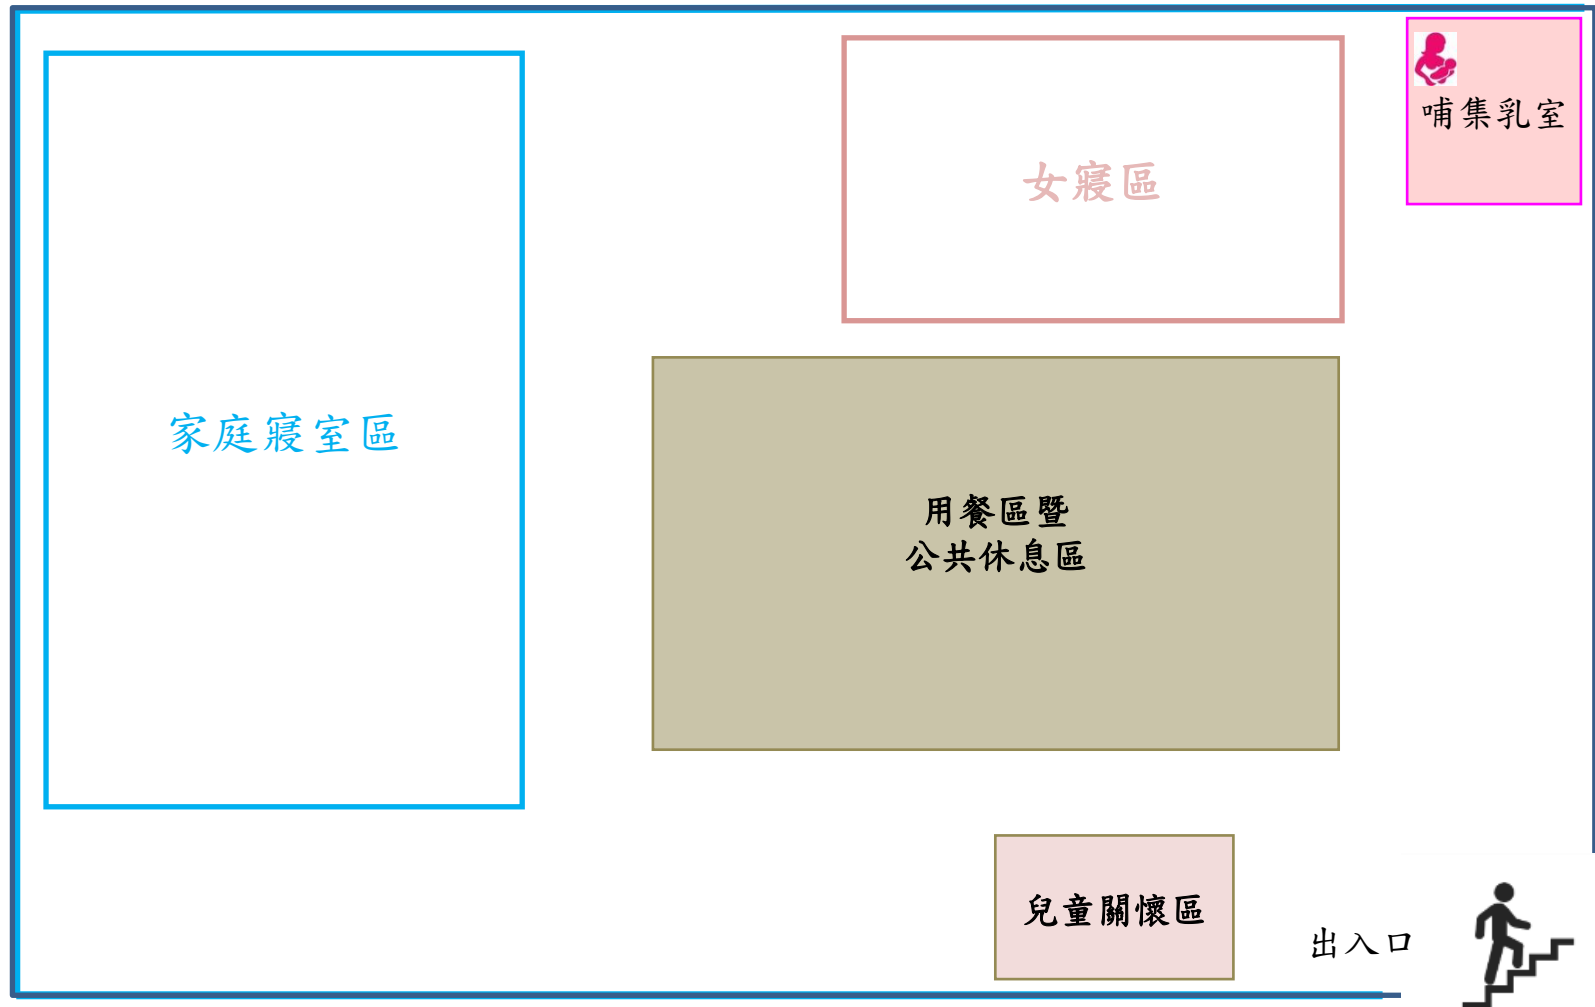 哺集乳室
女寢區
家庭寢室區
用餐區暨
公共休息區
兒童關懷區
出入口